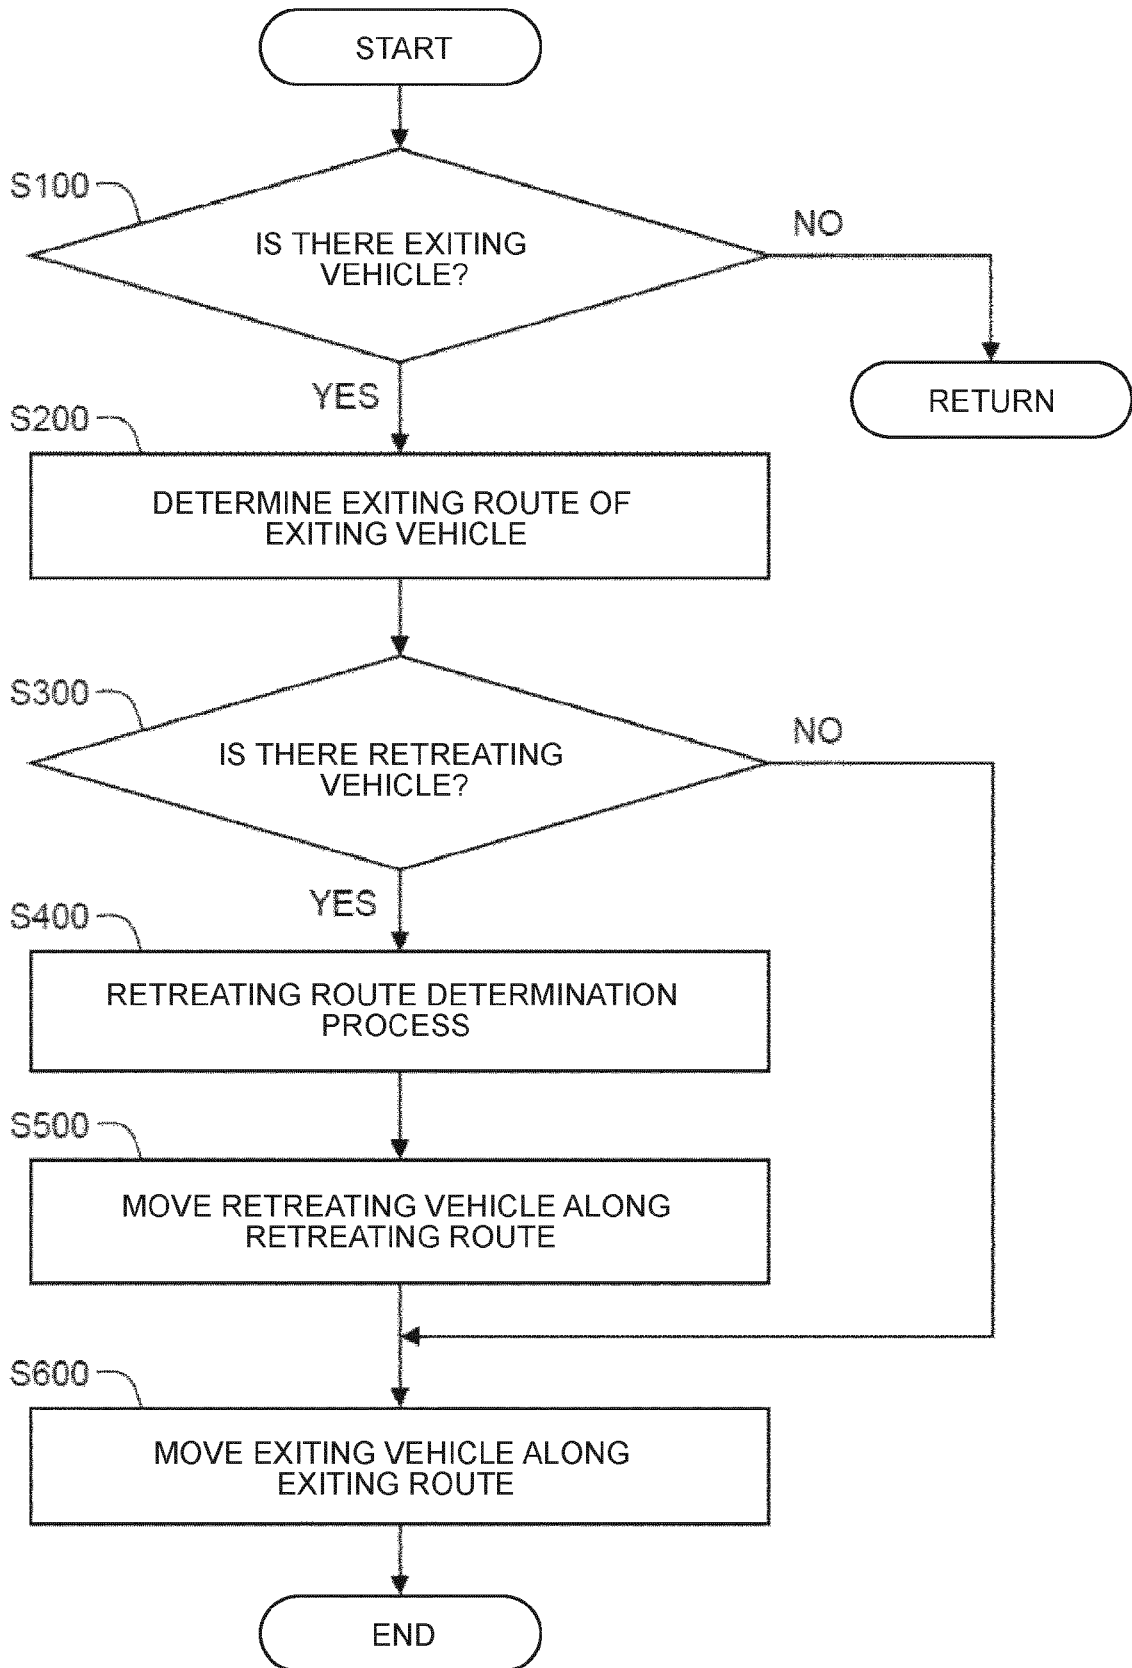 START
S100
IS THERE EXITING
VEHICLE?
NO
YES
RETURN
S200
DETERMINE EXITING ROUTE OF
EXITING VEHICLE
S300
IS THERE RETREATING
VEHICLE?
NO
YES
S400
RETREATING ROUTE DETERMINATION
PROCESS
S500
MOVE RETREATING VEHICLE ALONG
RETREATING ROUTE
S600
MOVE EXITING VEHICLE ALONG
EXITING ROUTE
END